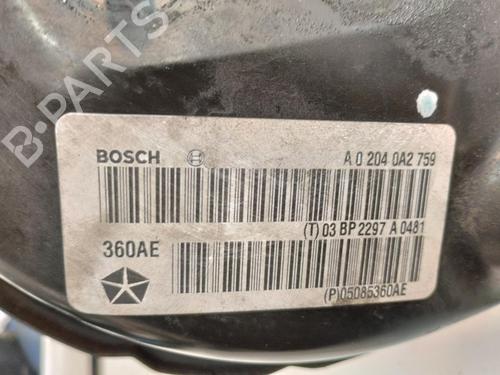 B-PARTS
BOSCH
A 0 204 0A2 759
(T) 03 BP 2297 A 0481
360AE
(P)05085360AE